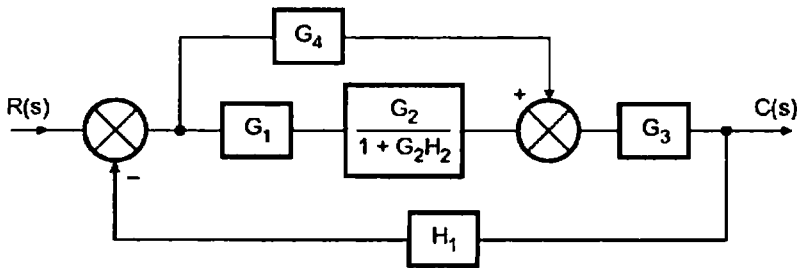 G₄
+
R(s)
G₁
G₂
1 + G₂H₂
G₃
C(s)
−
H₁